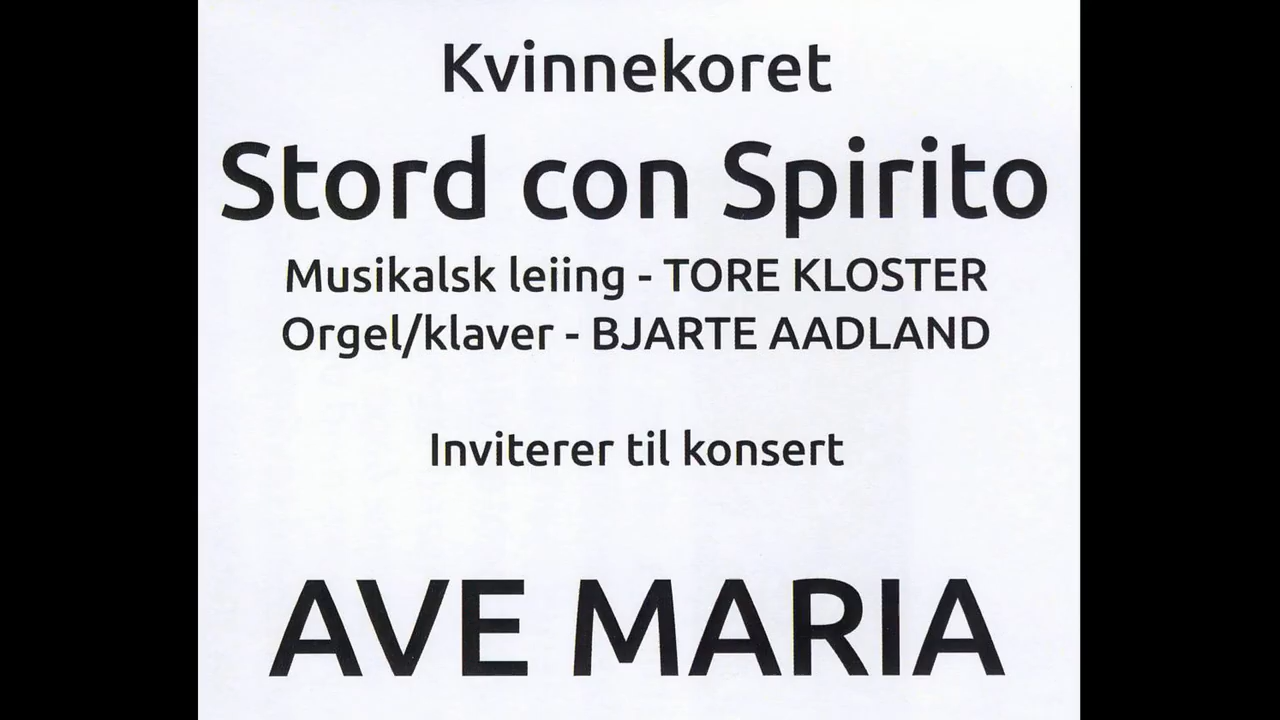 Kvinnekoret
Stord con Spirito
Musikalsk leiing - TORE KLOSTER
Orgel/klaver - BJARTE AADLAND
Inviterer til konsert
AVE MARIA